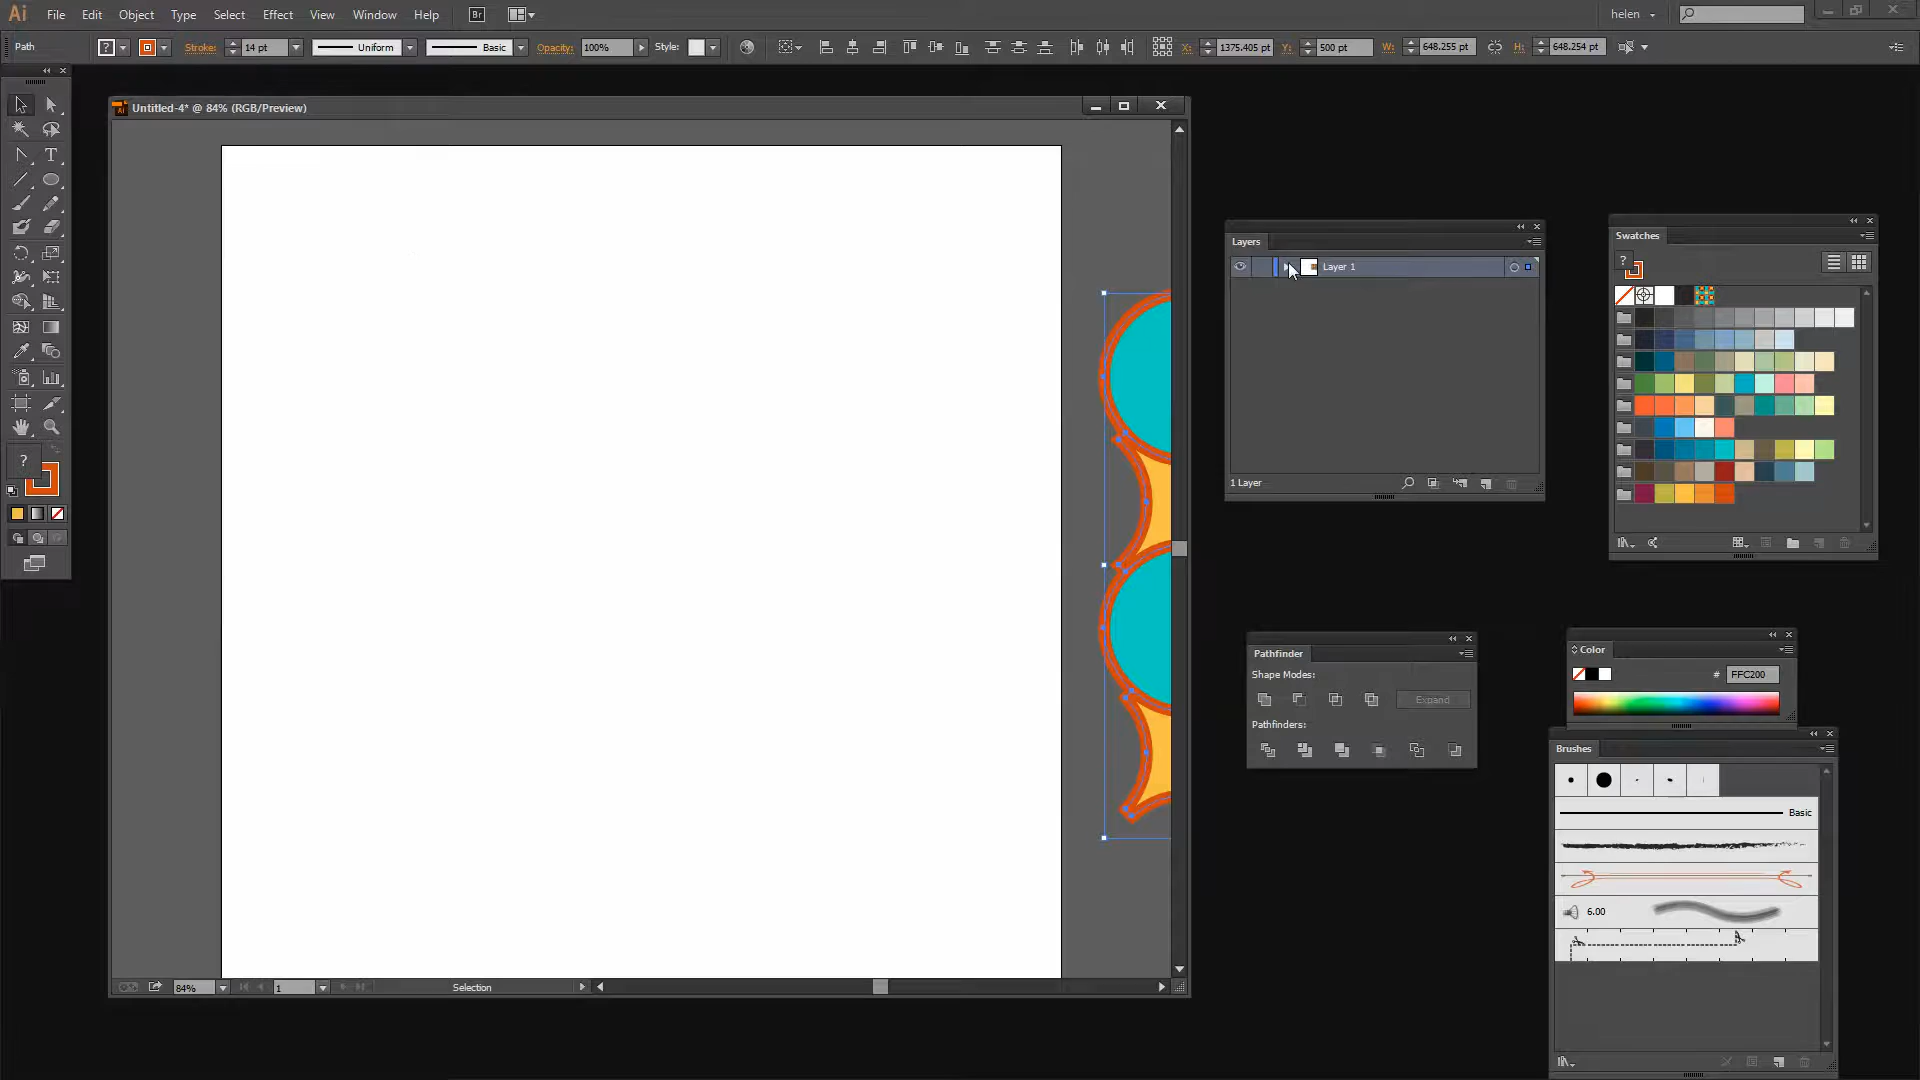 Ai File Edit Object Type Select Effect View Window Help Br helen
Path Stroke: 14 pt Uniform Basic Opacity: 100% Style: X: 1375.405 pt Y: 500 pt W: 648.255 pt H: 648.254 pt
Untitled-4* @ 84% (RGB/Preview)
Layers
Layer 1
1 Layer
Swatches
?
T
?
Pathfinder
Shape Modes:
Expand
Pathfinders:
Color
# FFC200
Brushes
Basic
6.00
84% 1 Selection